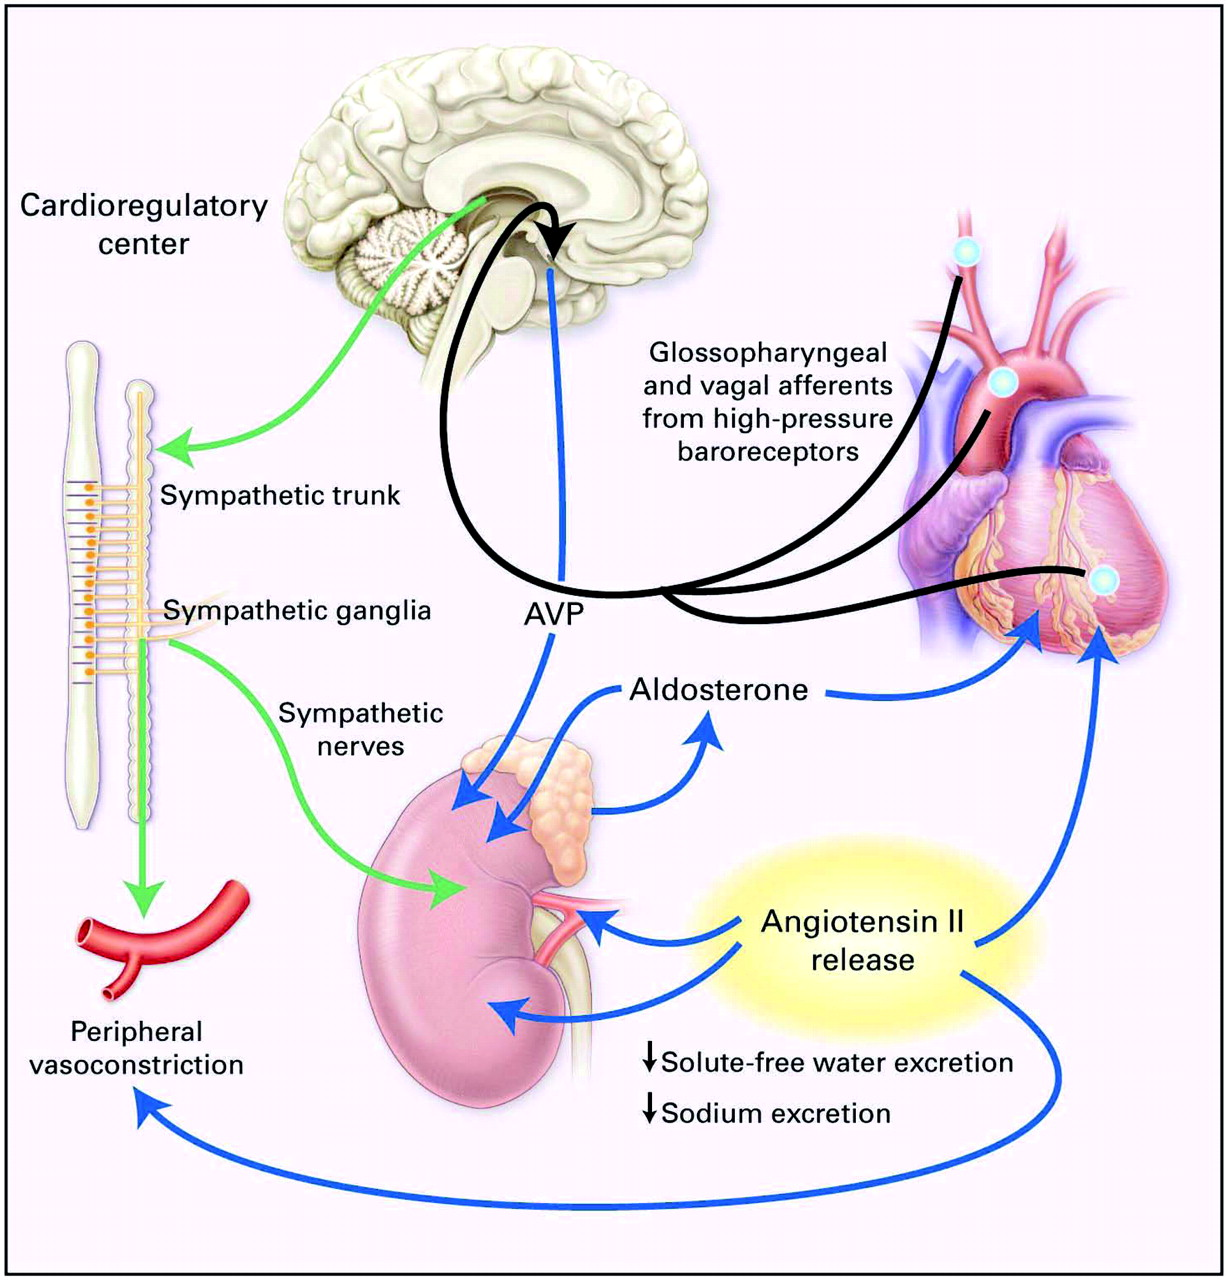 Cardioregulatory
center
Glossopharyngeal
and vagal afferents
from high-pressure
baroreceptors
Sympathetic trunk
Sympathetic ganglia
AVP
Aldosterone
Sympathetic
nerves
Angiotensin II
release
Peripheral
vasoconstriction
↓Solute-free water excretion
↓Sodium excretion